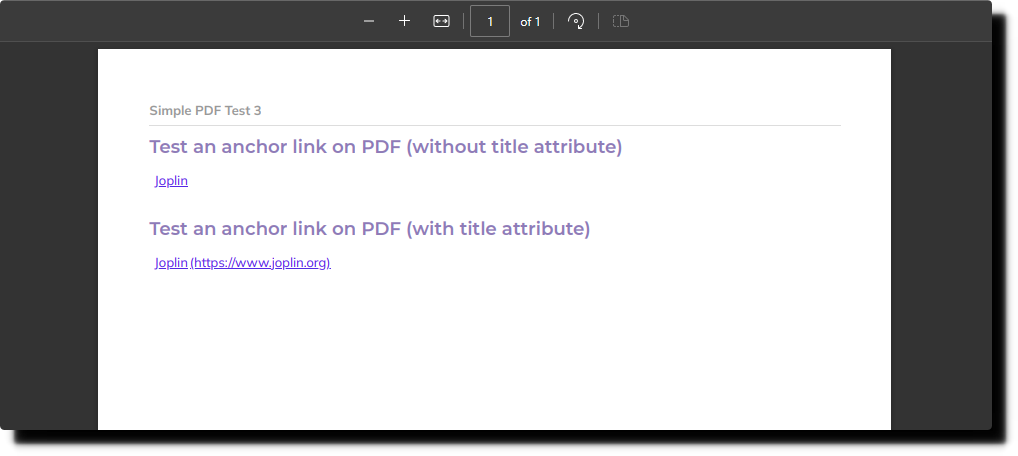 1 of 1
Simple PDF Test 3
Test an anchor link on PDF (without title attribute)
Joplin
Test an anchor link on PDF (with title attribute)
Joplin (https://www.joplin.org)